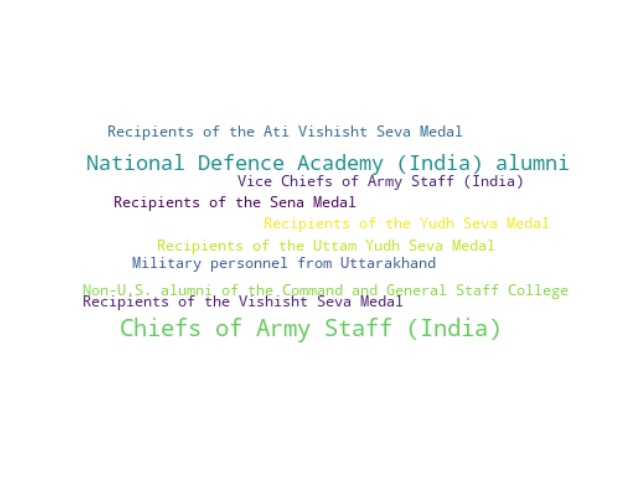 Recipients of the Ati Vishisht Seva Medal
National Defence Academy (India) alumni
Vice Chiefs of Army Staff (India)
Recipients of the Sena Medal
Recipients of the Yudh Seva Medal
Recipients of the Uttam Yudh Seva Medal
Military personnel from Uttarakhand
Non-U.S. alumni of the Command and General Staff College
Recipients of the Vishisht Seva Medal
Chiefs of Army Staff (India)